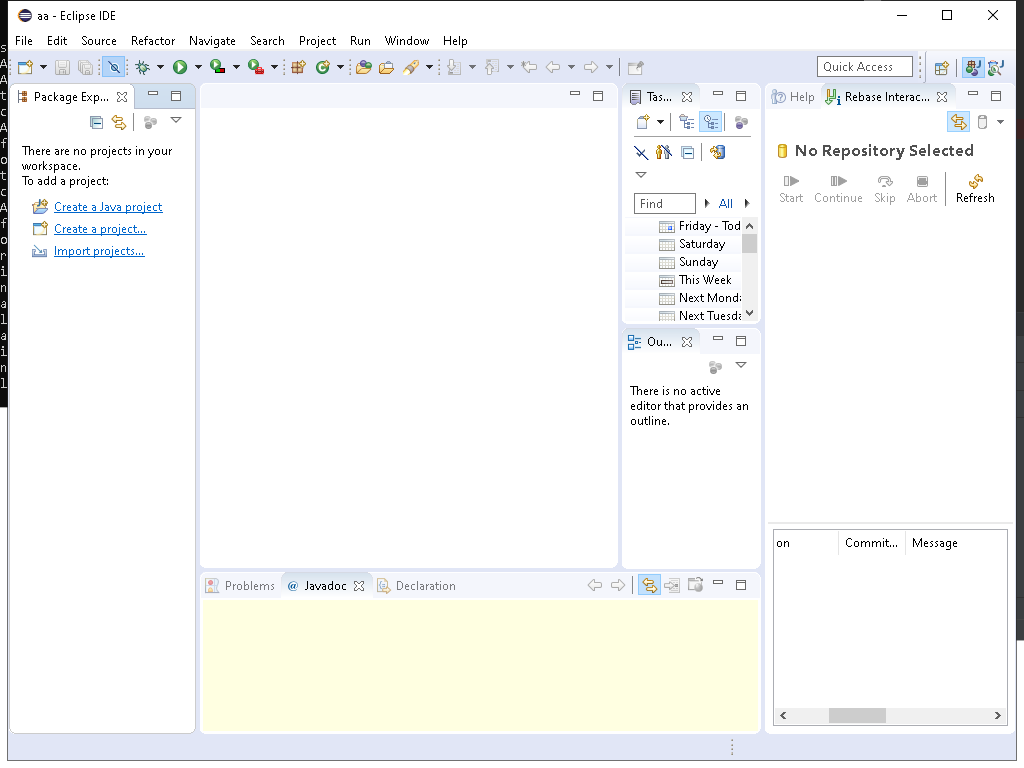 aa - Eclipse IDE
File Edit Source Refactor Navigate Search Project Run Window Help
Quick Access
Package Exp...
There are no projects in your
workspace.
To add a project:
Create a Java project
Create a project...
Import projects...
Tas...
Find
All
Friday - Tod
Saturday
Sunday
This Week
Next Monda
Next Tuesda
Ou...
There is no active
editor that provides an
outline.
Help
Rebase Interac...
No Repository Selected
Start Continue Skip Abort Refresh
on Commit... Message
Problems @ Javadoc Declaration